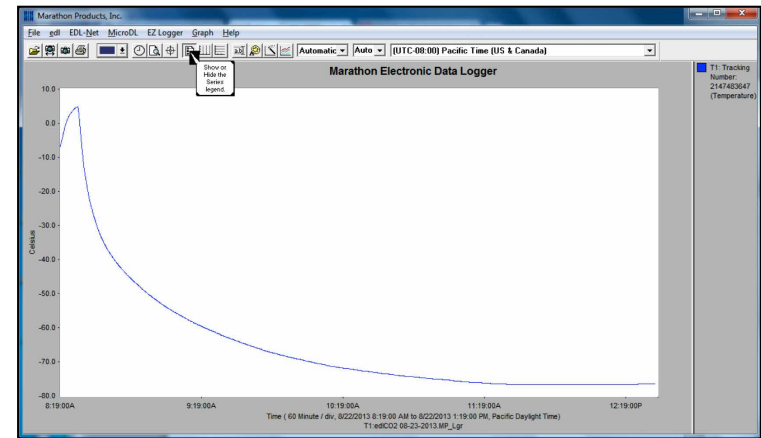 Marathon Products, Inc.
File edl EDL-Net MicroDL EZ Logger Graph Help
Automatic Auto (UTC-08:00) Pacific Time (US & Canada)
Show or
Hide the
Series
legend.
Marathon Electronic Data Logger
T1: Tracking
Number:
2147483647
(Temperature)
10.0
0.0
-10.0
-20.0
-30.0
-40.0
-50.0
-60.0
-70.0
-80.0
Celsius
8:19:00A 9:19:00A 10:19:00A 11:19:00A 12:19:00P
Time ( 60 Minute / div, 8/22/2013 8:19:00 AM to 8/22/2013 1:19:00 PM, Pacific Daylight Time)
T1:edlCO2 08-23-2013.MP_Lgr